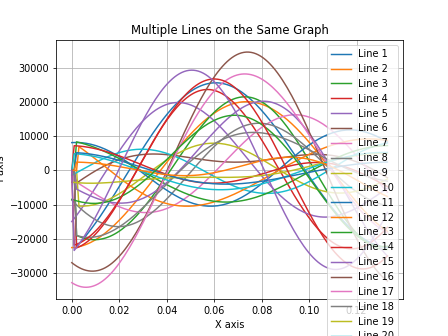 Multiple Lines on the Same Graph
30000
20000
10000
0
−10000
−20000
−30000
0.00
0.02
0.04
0.06
0.08
0.10
X axis
Line 1
Line 2
Line 3
Line 4
Line 5
Line 6
Line 7
Line 8
Line 9
Line 10
Line 11
Line 12
Line 13
Line 14
Line 15
Line 16
Line 17
Line 18
Line 19
Line 20